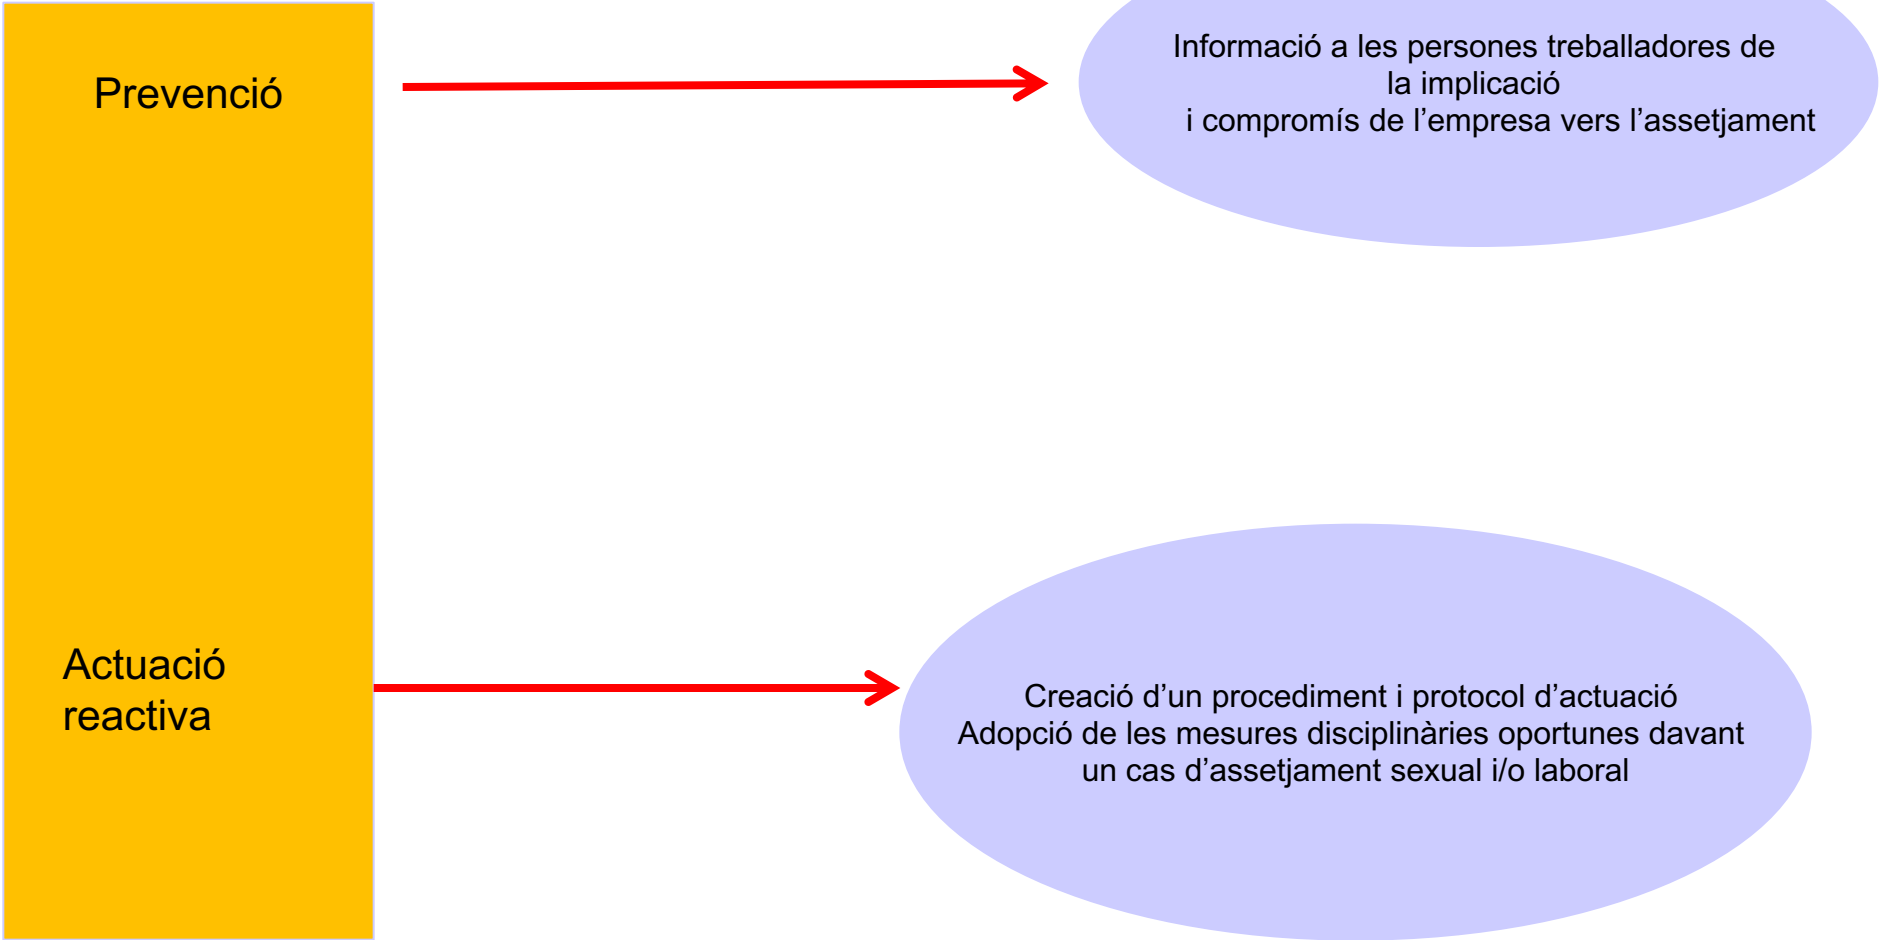 Prevenció
Informació a les persones treballadores de
la implicació
i compromís de l’empresa vers l’assetjament
Actuació
reactiva
Creació d’un procediment i protocol d’actuació
Adopció de les mesures disciplinàries oportunes davant
un cas d’assetjament sexual i/o laboral